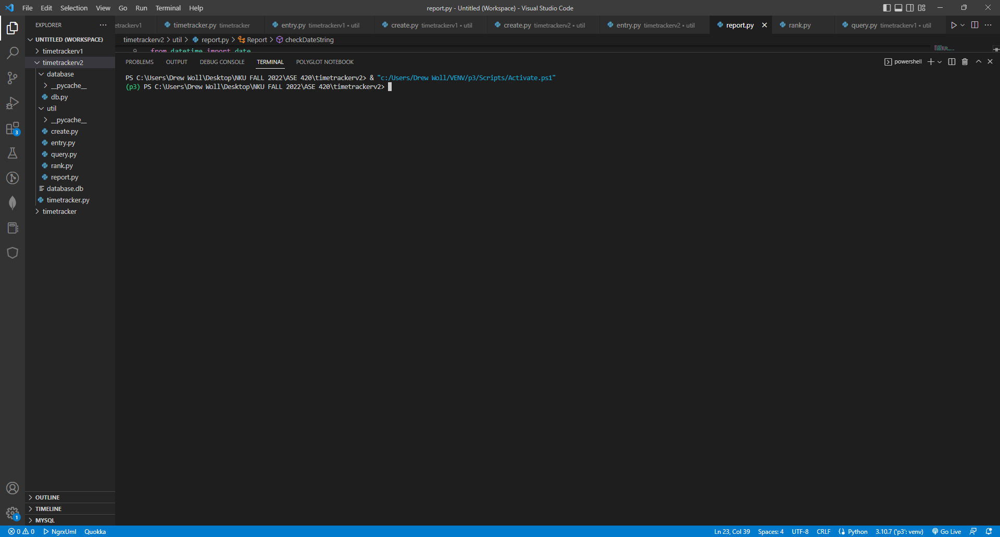 File Edit Selection View Go Run Terminal Help
report.py - Untitled (Workspace) - Visual Studio Code
EXPLORER
etrackerv1
timetracker.py timetracker
entry.py timetrackerv1 • util
create.py timetrackerv1 • util
create.py timetrackerv2 • util
entry.py timetrackerv2 • util
report.py
rank.py
query.py timetrackerv1 • util
timetrackerv2 > util > report.py > Report > checkDateString
9 from datetime import date
PROBLEMS OUTPUT DEBUG CONSOLE TERMINAL POLYGLOT NOTEBOOK
powershell
PS C:\Users\Drew Woll\Desktop\NKU FALL 2022\ASE 420\timetrackerv2> & "c:/Users/Drew Woll/VENV/p3/Scripts/Activate.ps1"
(p3) PS C:\Users\Drew Woll\Desktop\NKU FALL 2022\ASE 420\timetrackerv2>
UNTITLED (WORKSPACE)
timetrackerv1
timetrackerv2
database
__pycache__
db.py
util
__pycache__
create.py
entry.py
query.py
rank.py
report.py
database.db
timetracker.py
timetracker
3
OUTLINE
TIMELINE
MYSQL
1
0 0 NgrxUml Quokka
Ln 23, Col 39 Spaces: 4 UTF-8 CRLF Python 3.10.7 ('p3': venv) Go Live